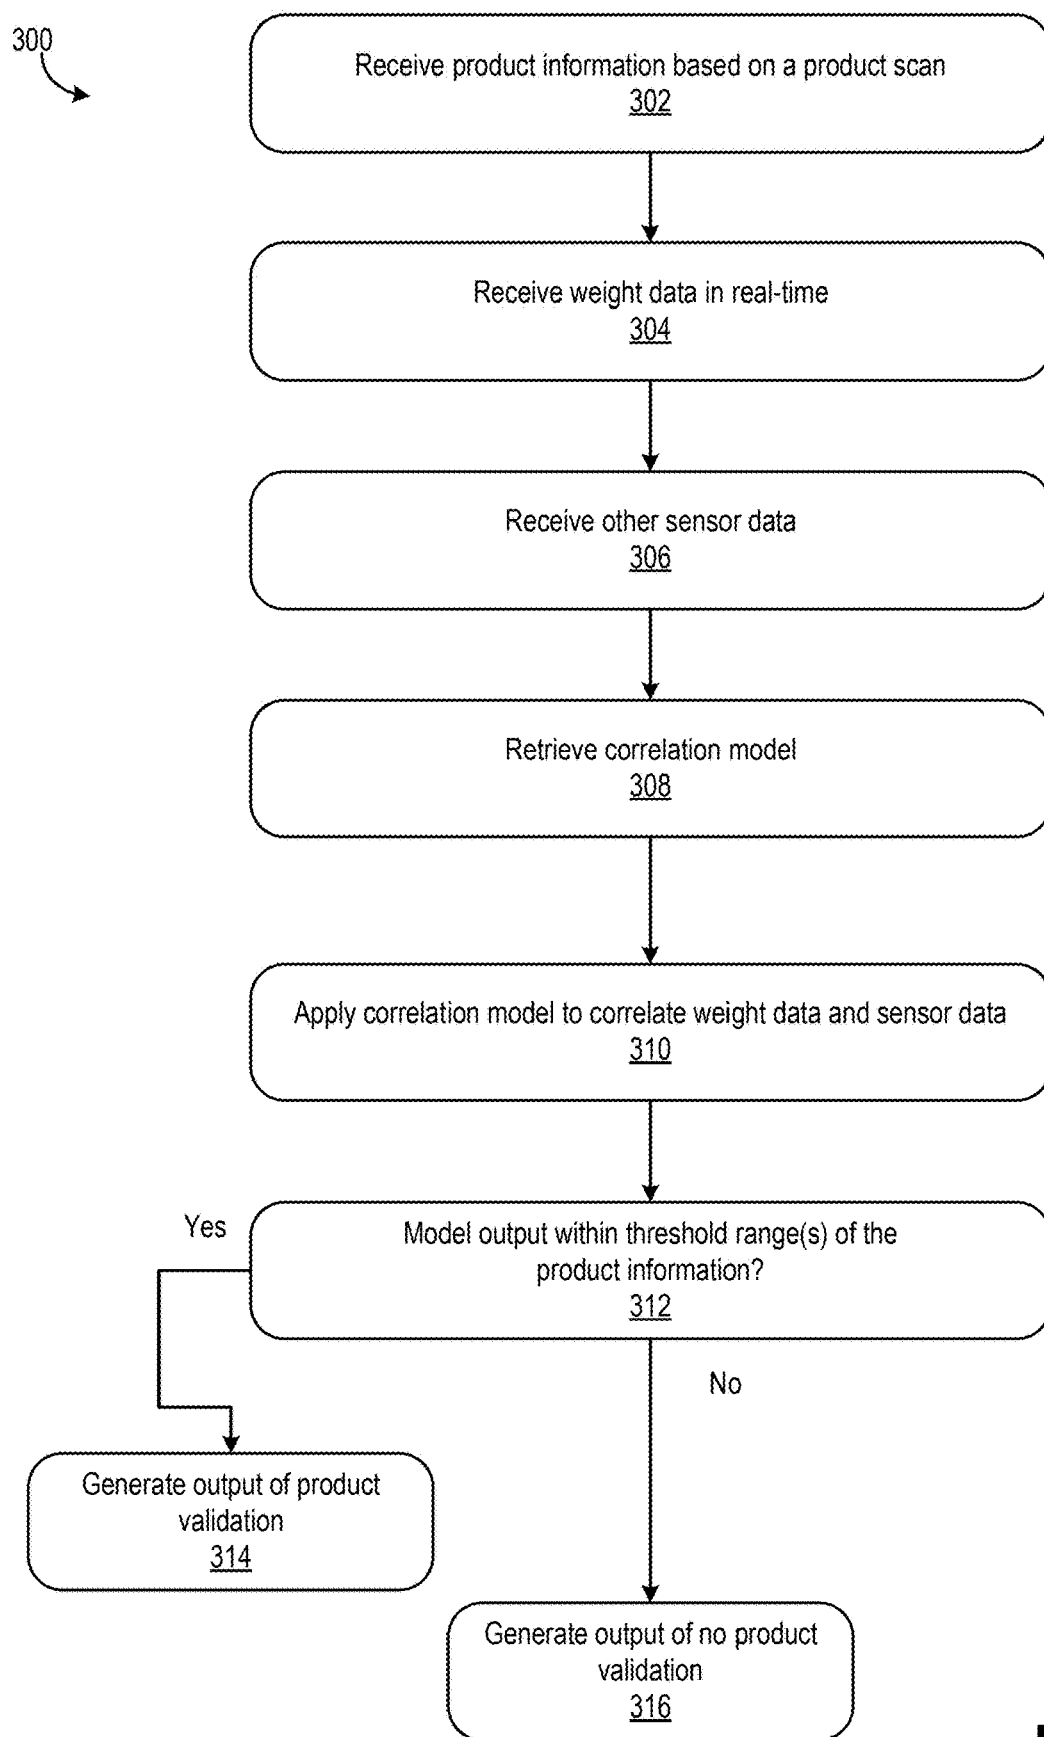 300
Receive product information based on a product scan
302
Receive weight data in real-time
304
Receive other sensor data
306
Retrieve correlation model
308
Apply correlation model to correlate weight data and sensor data
310
Yes
Model output within threshold range(s) of the
product information?
312
No
Generate output of product
validation
314
Generate output of no product
validation
316